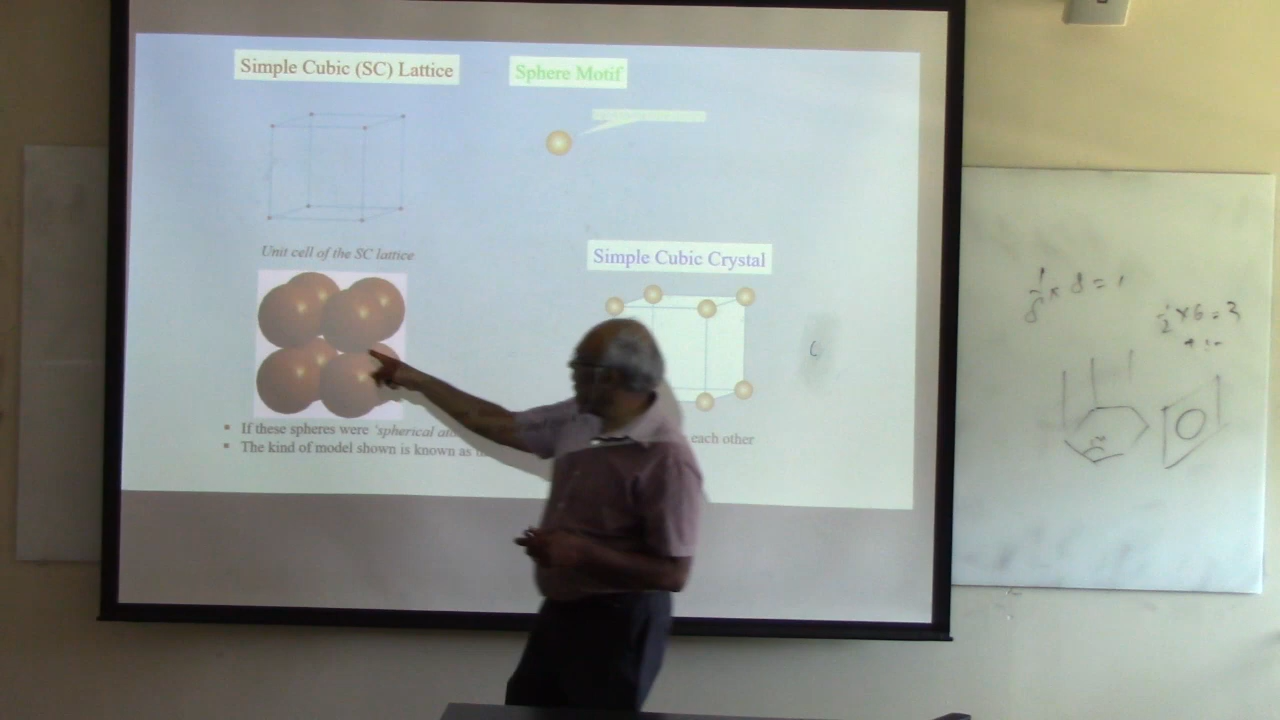 Simple Cubic (SC) Lattice
Sphere Motif
Unit cell of the SC lattice
Simple Cubic Crystal
▪ If these spheres were 'spherical
each other
▪ The kind of model shown is known as
1/8 × 8 = 1
1/2 × 6 = 3